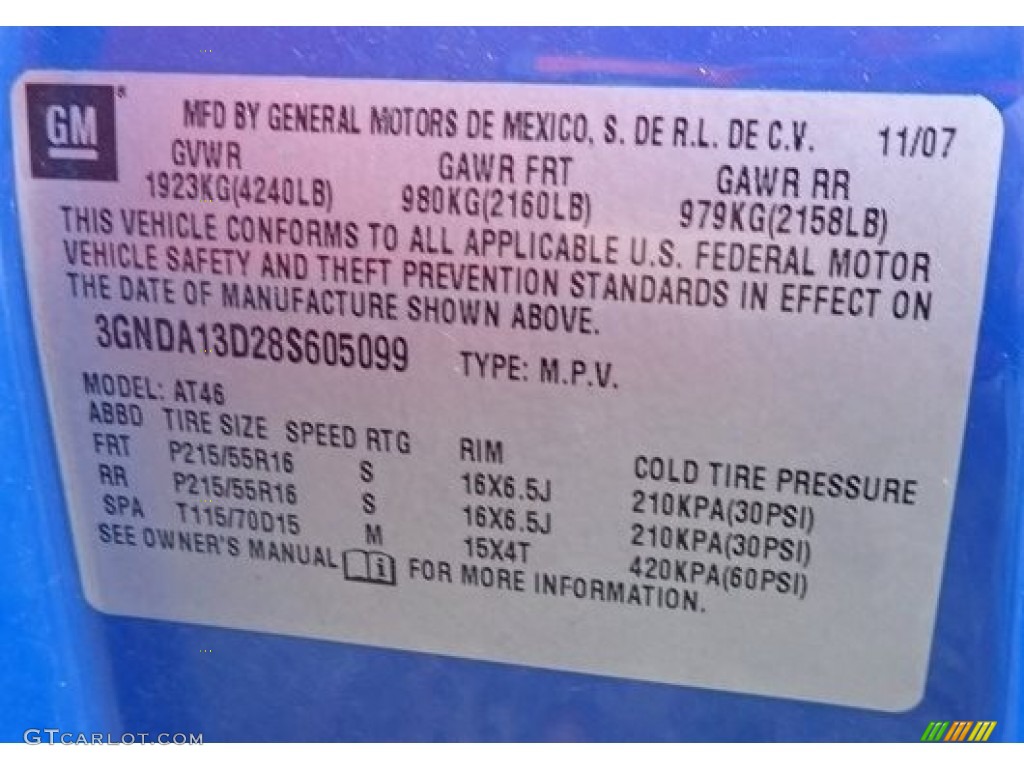 GM®
MFD BY GENERAL MOTORS DE MEXICO, S. DE R.L. DE C.V. 11/07
GVWR GAWR FRT GAWR RR
1923KG(4240LB) 980KG(2160LB) 979KG(2158LB)
THIS VEHICLE CONFORMS TO ALL APPLICABLE U.S. FEDERAL MOTOR
VEHICLE SAFETY AND THEFT PREVENTION STANDARDS IN EFFECT ON
THE DATE OF MANUFACTURE SHOWN ABOVE.
3GNDA13D28S605099 TYPE: M.P.V.
MODEL: AT46
ABBD TIRE SIZE SPEED RTG RIM COLD TIRE PRESSURE
FRT P215/55R16 S 16X6.5J 210KPA(30PSI)
RR P215/55R16 S 16X6.5J 210KPA(30PSI)
SPA T115/70D15 M 15X4T 420KPA(60PSI)
SEE OWNER'S MANUAL i FOR MORE INFORMATION.
GTCARLOT.COM